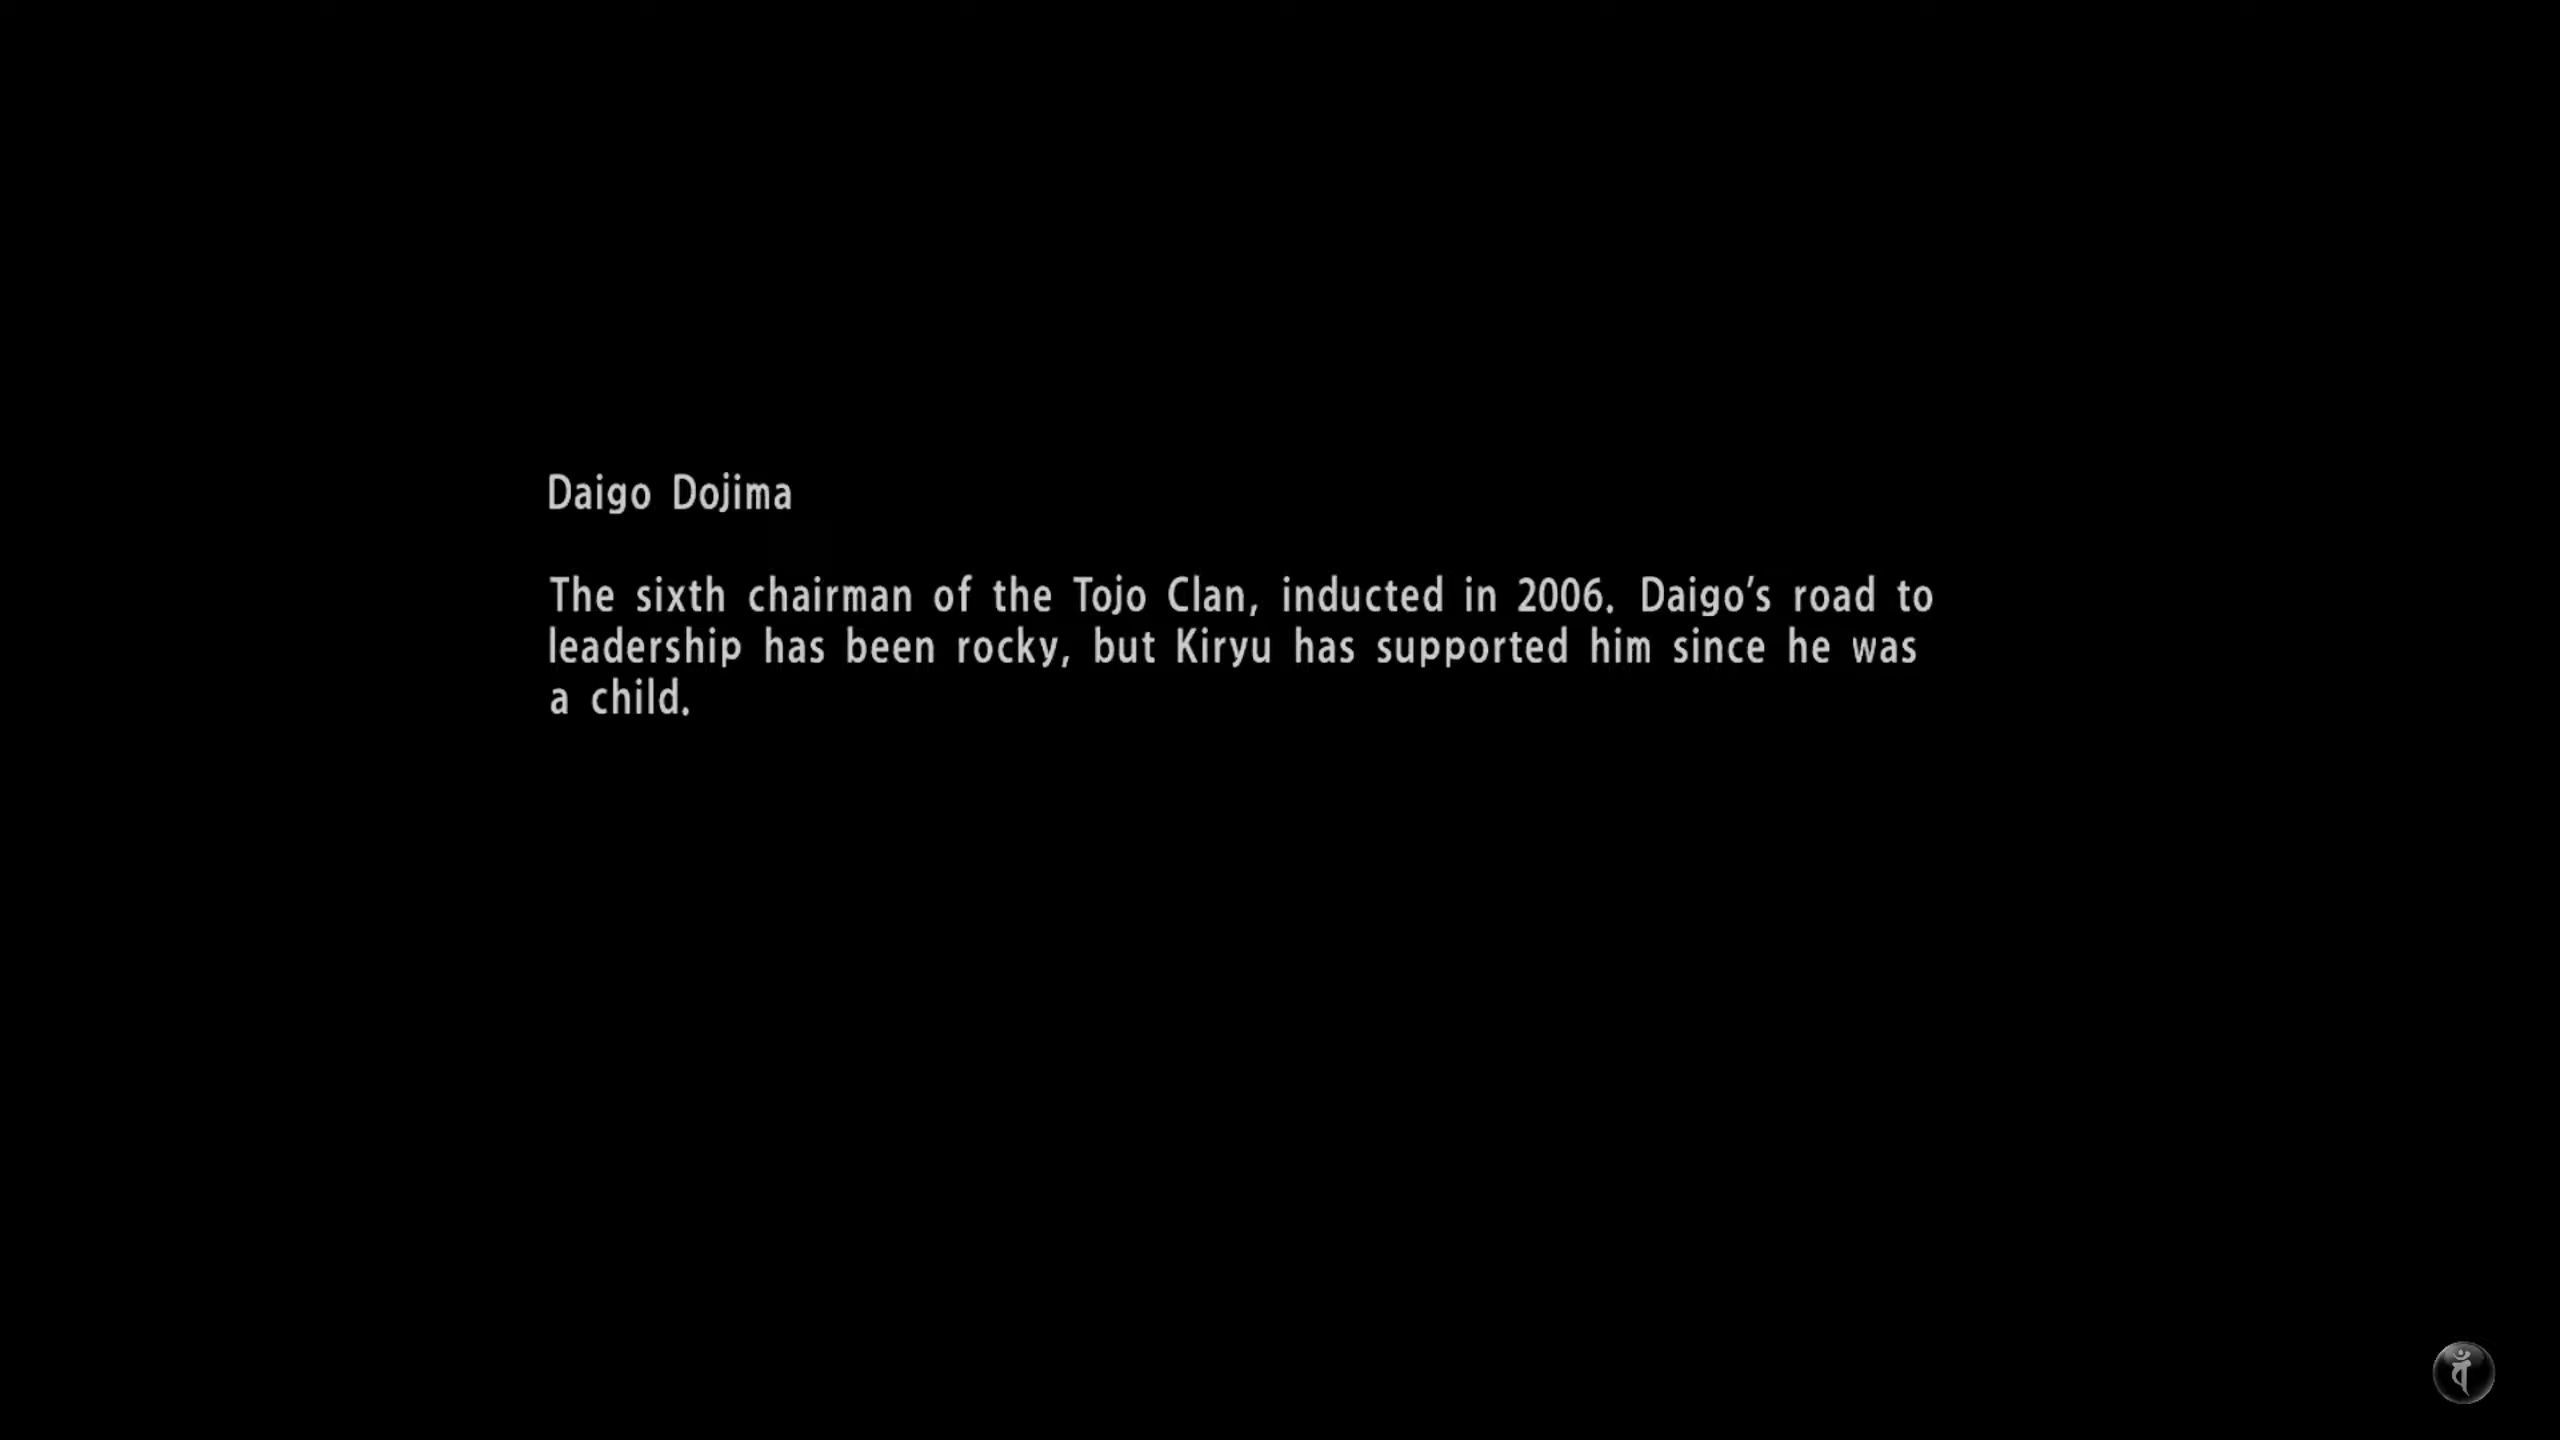 Daigo Dojima
The sixth chairman of the Tojo Clan, inducted in 2006. Daigo’s road to
leadership has been rocky, but Kiryu has supported him since he was
a child.